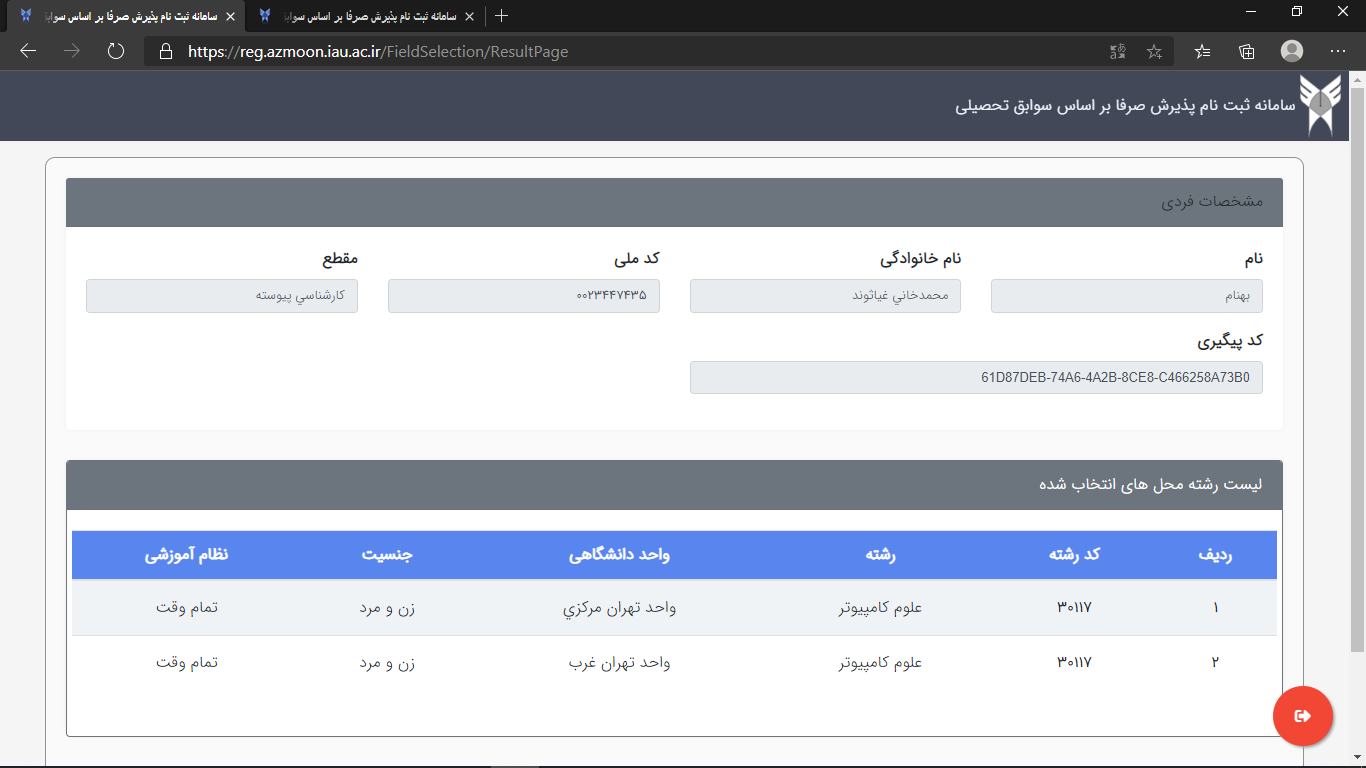 سامانه ثبت نام پذیرش صرفا بر اساس سوابق
سامانه ثبت نام پذیرش صرفا بر اساس سوابق
https://reg.azmoon.iau.ac.ir/FieldSelection/ResultPage
سامانه ثبت نام پذیرش صرفا بر اساس سوابق تحصیلی
مشخصات فردی
نام نام خانوادگی کد ملی مقطع
بهنام محمدخاني غياثوند ۰۰۲۳۴۴۷۴۳۵ کارشناسي پيوسته
کد پیگیری
61D87DEB-74A6-4A2B-8CE8-C466258A73B0
لیست رشته محل های انتخاب شده
ردیف کد رشته رشته واحد دانشگاهی جنسیت نظام آموزشی
۱ ۳۰۱۱۷ علوم کامپیوتر واحد تهران مرکزي زن و مرد تمام وقت
۲ ۳۰۱۱۷ علوم کامپیوتر واحد تهران غرب زن و مرد تمام وقت